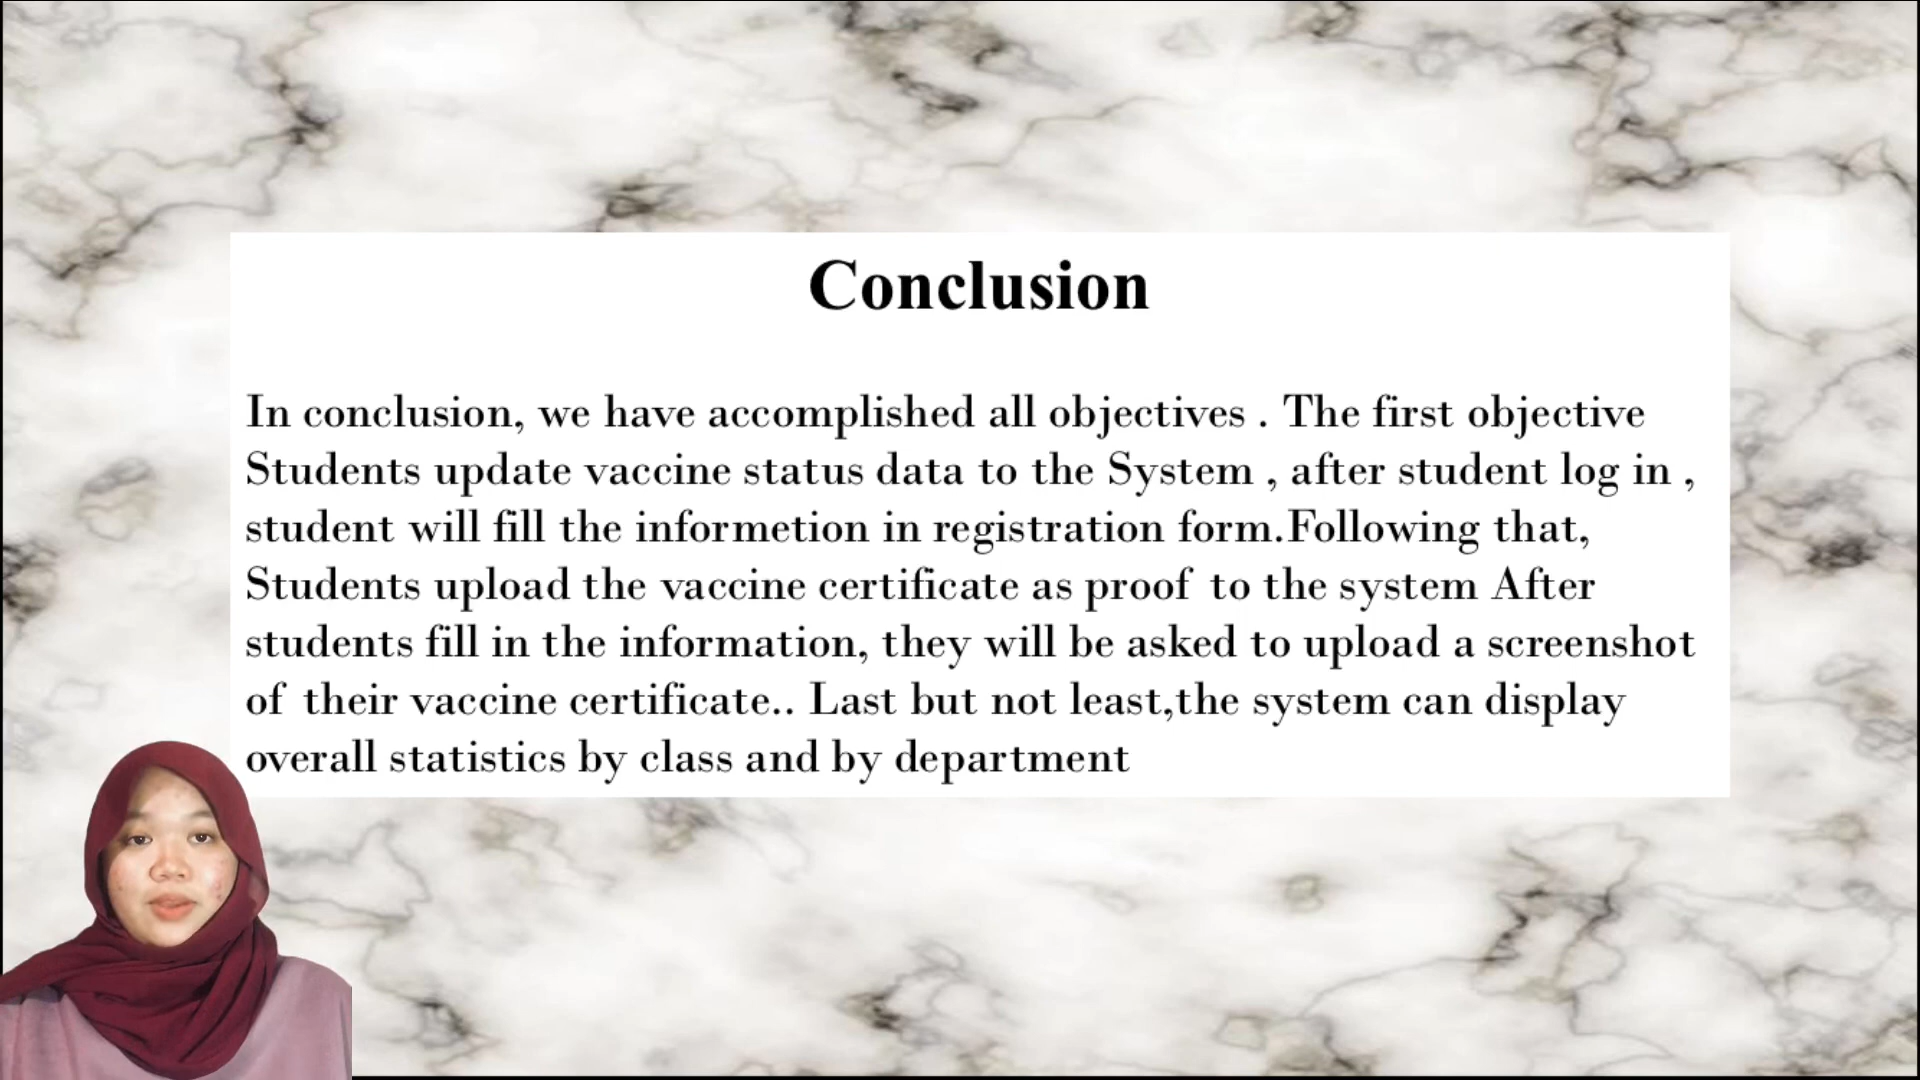 Conclusion
In conclusion, we have accomplished all objectives . The first objective
Students update vaccine status data to the System , after student log in ,
student will fill the informetion in registration form.Following that,
Students upload the vaccine certificate as proof to the system After
students fill in the information, they will be asked to upload a screenshot
of their vaccine certificate.. Last but not least,the system can display
overall statistics by class and by department